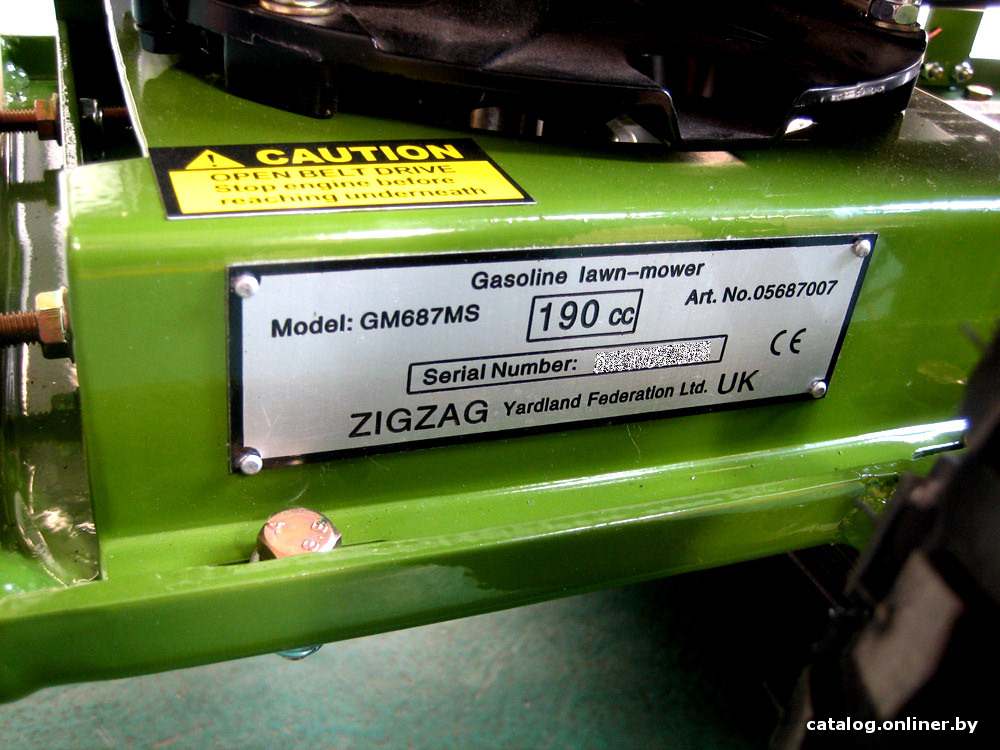 CAUTION
OPEN BELT DRIVE
Stop engine before
reaching underneath
Gasoline lawn-mower
Model: GM687MS
190 cc
Art. No.05687007
Serial Number:
CE
ZIGZAG Yardland Federation Ltd. UK
catalog.onliner.by